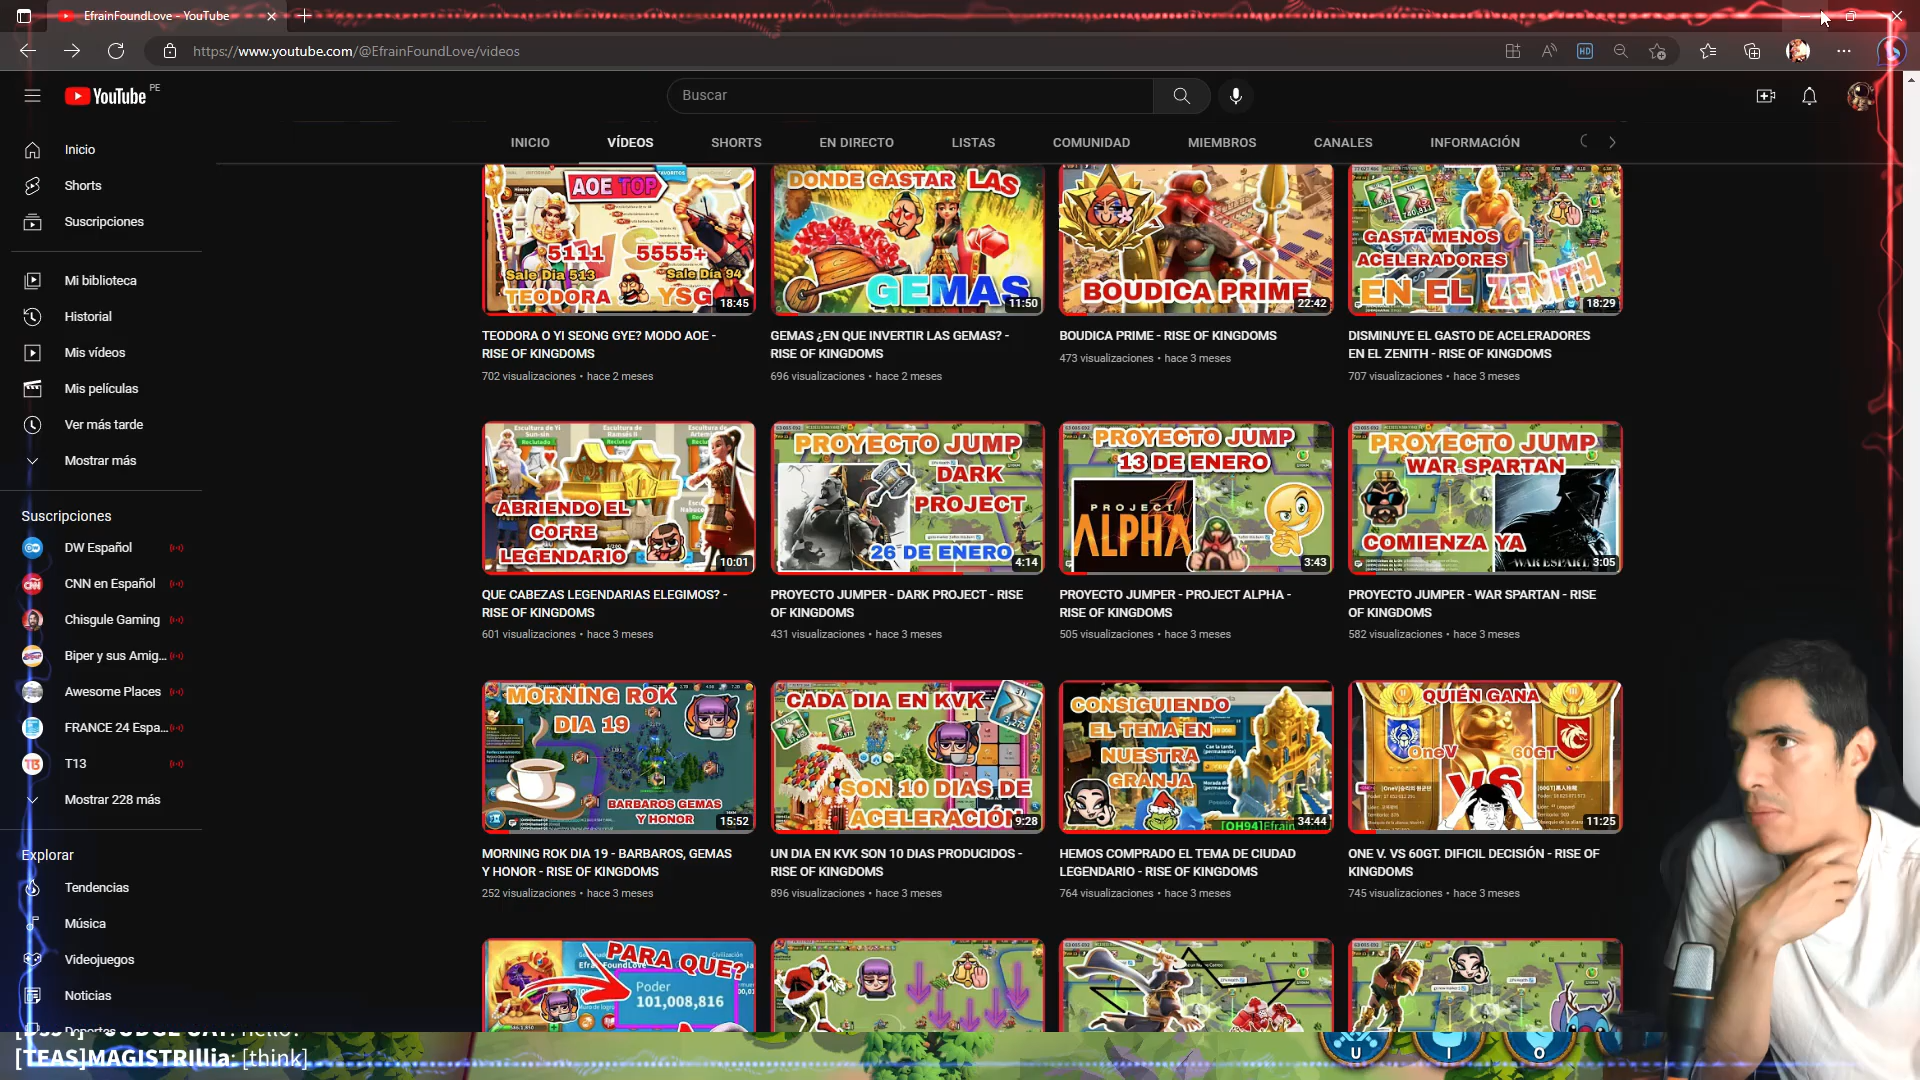 EfrainFoundLove - YouTube
https://www.youtube.com/@EfrainFoundLove/videos
HD
YouTube PE
Buscar
INICIO
VÍDEOS
SHORTS
EN DIRECTO
LISTAS
COMUNIDAD
MIEMBROS
CANALES
INFORMACIÓN
Inicio
Shorts
Suscripciones
Mi biblioteca
Historial
Mis vídeos
Mis películas
Ver más tarde
Mostrar más
Suscripciones
DW Español
CNN en Español
Chisgule Gaming
Biper y sus Amig...
Awesome Places
FRANCE 24 Espa...
T13
Mostrar 228 más
Explorar
Tendencias
Música
Videojuegos
Noticias
AOE TOP
5111
5555+
Sale Dia 513
Sale Dia 94
TEODORA
YSG
18:45
TEODORA O YI SEONG GYE? MODO AOE -
RISE OF KINGDOMS
702 visualizaciones • hace 2 meses
DONDE GASTAR LAS
GEMAS
11:50
GEMAS ¿EN QUE INVERTIR LAS GEMAS? -
RISE OF KINGDOMS
696 visualizaciones • hace 2 meses
BOUDICA PRIME
22:42
BOUDICA PRIME - RISE OF KINGDOMS
473 visualizaciones • hace 3 meses
GASTA MENOS
ACELERADORES
EN EL ZENITH
18:29
DISMINUYE EL GASTO DE ACELERADORES
EN EL ZENITH - RISE OF KINGDOMS
707 visualizaciones • hace 3 meses
ABRIENDO EL
COFRE
LEGENDARIO
10:01
QUE CABEZAS LEGENDARIAS ELEGIMOS? -
RISE OF KINGDOMS
601 visualizaciones • hace 3 meses
PROYECTO JUMP
DARK
PROJECT
26 DE ENERO
4:14
PROYECTO JUMPER - DARK PROJECT - RISE
OF KINGDOMS
431 visualizaciones • hace 3 meses
PROYECTO JUMP
13 DE ENERO
PROJECT
ALPHA
3:43
PROYECTO JUMPER - PROJECT ALPHA -
RISE OF KINGDOMS
505 visualizaciones • hace 3 meses
PROYECTO JUMP
WAR SPARTAN
COMIENZA YA
3:05
PROYECTO JUMPER - WAR SPARTAN - RISE
OF KINGDOMS
582 visualizaciones • hace 3 meses
MORNING ROK
DIA 19
BARBAROS GEMAS
Y HONOR
15:52
MORNING ROK DIA 19 - BARBAROS, GEMAS
Y HONOR - RISE OF KINGDOMS
252 visualizaciones • hace 3 meses
CADA DIA EN KVK
SON 10 DIAS DE
ACELERACIÓN
9:28
UN DIA EN KVK SON 10 DIAS PRODUCIDOS -
RISE OF KINGDOMS
896 visualizaciones • hace 3 meses
CONSIGUIENDO
EL TEMA EN
NUESTRA
GRANJA
[OH94]Efrain
34:44
HEMOS COMPRADO EL TEMA DE CIUDAD
LEGENDARIO - RISE OF KINGDOMS
764 visualizaciones • hace 3 meses
QUIÉN GANA
OneV
60GT
VS
11:25
ONE V. VS 60GT. DIFICIL DECISIÓN - RISE OF
KINGDOMS
745 visualizaciones • hace 3 meses
PARA QUE?
Poder
101,008,816
[TEAS]MAGISTRIllia: [think]
U
I
O